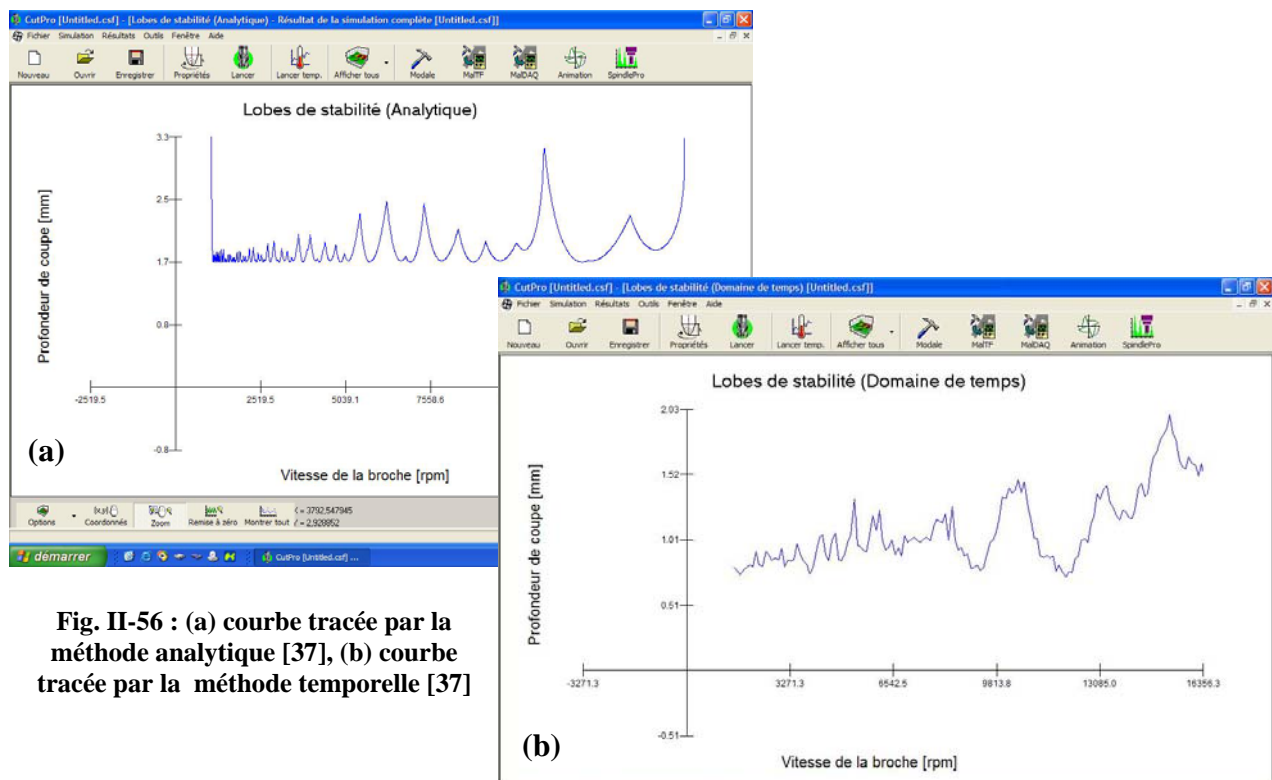 CutPro [Untitled.csf] - [Lobes de stabilité (Analytique) - Résultat de la simulation complète [Untitled.csf]]
Fichier Simulation Résultats Outils Fenêtre Aide
Nouveau Ouvrir Enregistrer Propriétés Lancer Lancer temp. Afficher tous Modale MalTF MalDAQ Animation SpindlePro
Lobes de stabilité (Analytique)
Profondeur de coupe [mm]
3.3
2.5
1.7
0.8
-2519.5 2519.5 5039.1 7558.6
-0.8
(a)
Vitesse de la broche [rpm]
Options Coordonnés Zoom Remise à zéro Montrer tout
= 3792,547945
= 2,928852
démarrer CutPro [Untitled.csf] ...
CutPro [Untitled.csf] - [Lobes de stabilité (Domaine de temps) [Untitled.csf]]
Fichier Simulation Résultats Outils Fenêtre Aide
Nouveau Ouvrir Enregistrer Propriétés Lancer Lancer temp. Afficher tous Modale MalTF MalDAQ Animation SpindlePro
Lobes de stabilité (Domaine de temps)
Profondeur de coupe [mm]
2.03
1.52
1.01
0.51
-3271.3 3271.3 6542.5 9813.8 13085.0 16356.3
-0.51
(b)
Vitesse de la broche [rpm]
Fig. II-56 : (a) courbe tracée par la
méthode analytique [37], (b) courbe
tracée par la méthode temporelle [37]